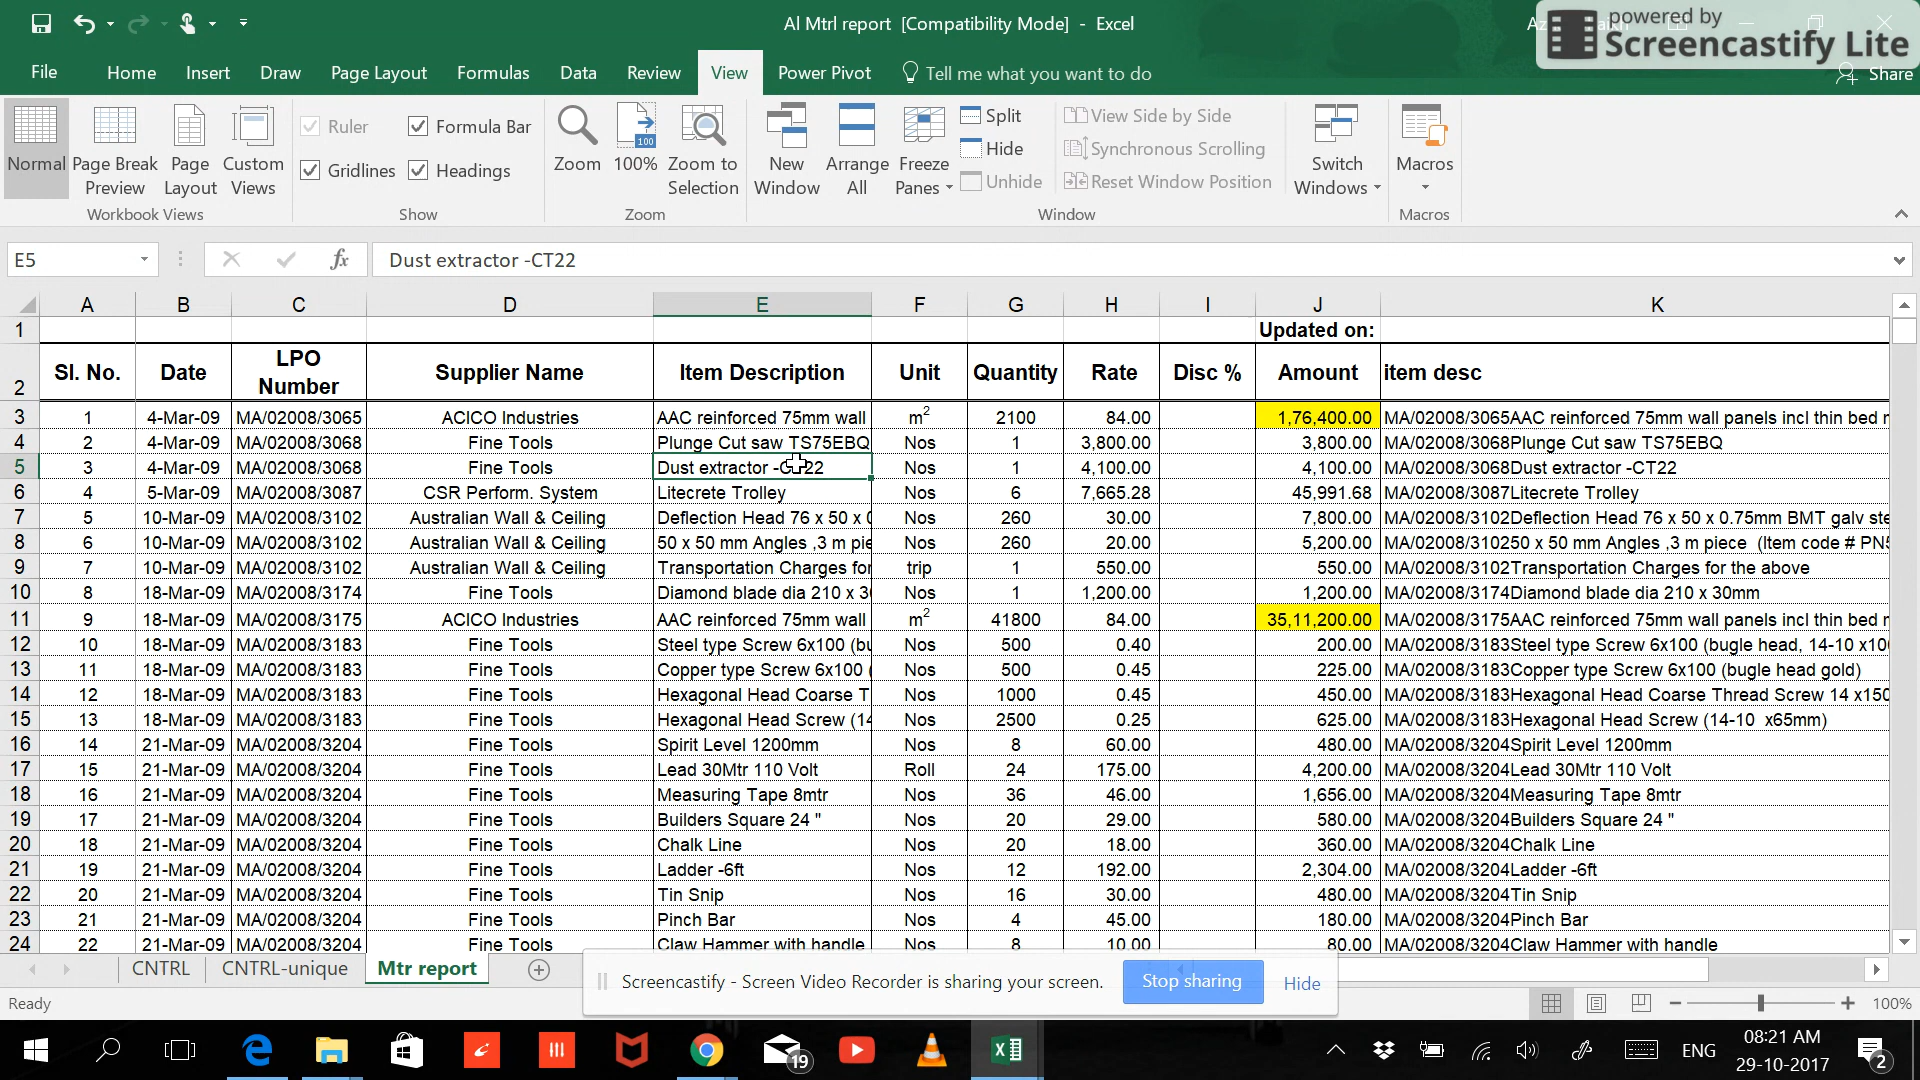 Al Mtrl report [Compatibility Mode] - Excel
powered by
Screencastify Lite
File Home Insert Draw Page Layout Formulas Data Review View Power Pivot Tell me what you want to do Share
Normal Page Break Preview Page Layout Custom Views
Workbook Views
Ruler Formula Bar
Gridlines Headings
Show
Zoom 100% Zoom to Selection
100
Zoom
New Window Arrange All Freeze Panes
Split
Hide
Unhide
View Side by Side
Synchronous Scrolling
Reset Window Position
Window
Switch Windows
Macros
Macros
E5 fx Dust extractor -CT22
A B C D E F G H I J K
1 Updated on:
2 Sl. No. Date LPO Number Supplier Name Item Description Unit Quantity Rate Disc % Amount item desc
3 1 4-Mar-09 MA/02008/3065 ACICO Industries AAC reinforced 75mm wall m2 2100 84.00 1,76,400.00 MA/02008/3065AAC reinforced 75mm wall panels incl thin bed
4 2 4-Mar-09 MA/02008/3068 Fine Tools Plunge Cut saw TS75EBQ Nos 1 3,800.00 3,800.00 MA/02008/3068Plunge Cut saw TS75EBQ
5 3 4-Mar-09 MA/02008/3068 Fine Tools Dust extractor -CT22 Nos 1 4,100.00 4,100.00 MA/02008/3068Dust extractor -CT22
6 4 5-Mar-09 MA/02008/3087 CSR Perform. System Litecrete Trolley Nos 6 7,665.28 45,991.68 MA/02008/3087Litecrete Trolley
7 5 10-Mar-09 MA/02008/3102 Australian Wall & Ceiling Deflection Head 76 x 50 x Nos 260 30.00 7,800.00 MA/02008/3102Deflection Head 76 x 50 x 0.75mm BMT galv ste
8 6 10-Mar-09 MA/02008/3102 Australian Wall & Ceiling 50 x 50 mm Angles ,3 m pie Nos 260 20.00 5,200.00 MA/02008/310250 x 50 mm Angles ,3 m piece (Item code # PN
9 7 10-Mar-09 MA/02008/3102 Australian Wall & Ceiling Transportation Charges for trip 1 550.00 550.00 MA/02008/3102Transportation Charges for the above
10 8 18-Mar-09 MA/02008/3174 Fine Tools Diamond blade dia 210 x 3 Nos 1 1,200.00 1,200.00 MA/02008/3174Diamond blade dia 210 x 30mm
11 9 18-Mar-09 MA/02008/3175 ACICO Industries AAC reinforced 75mm wall m2 41800 84.00 35,11,200.00 MA/02008/3175AAC reinforced 75mm wall panels incl thin bed
12 10 18-Mar-09 MA/02008/3183 Fine Tools Steel type Screw 6x100 (bu Nos 500 0.40 200.00 MA/02008/3183Steel type Screw 6x100 (bugle head, 14-10 x10
13 11 18-Mar-09 MA/02008/3183 Fine Tools Copper type Screw 6x100 ( Nos 500 0.45 225.00 MA/02008/3183Copper type Screw 6x100 (bugle head gold)
14 12 18-Mar-09 MA/02008/3183 Fine Tools Hexagonal Head Coarse T Nos 1000 0.45 450.00 MA/02008/3183Hexagonal Head Coarse Thread Screw 14 x150
15 13 18-Mar-09 MA/02008/3183 Fine Tools Hexagonal Head Screw (14 Nos 2500 0.25 625.00 MA/02008/3183Hexagonal Head Screw (14-10 x65mm)
16 14 21-Mar-09 MA/02008/3204 Fine Tools Spirit Level 1200mm Nos 8 60.00 480.00 MA/02008/3204Spirit Level 1200mm
17 15 21-Mar-09 MA/02008/3204 Fine Tools Lead 30Mtr 110 Volt Roll 24 175.00 4,200.00 MA/02008/3204Lead 30Mtr 110 Volt
18 16 21-Mar-09 MA/02008/3204 Fine Tools Measuring Tape 8mtr Nos 36 46.00 1,656.00 MA/02008/3204Measuring Tape 8mtr
19 17 21-Mar-09 MA/02008/3204 Fine Tools Builders Square 24 " Nos 20 29.00 580.00 MA/02008/3204Builders Square 24 "
20 18 21-Mar-09 MA/02008/3204 Fine Tools Chalk Line Nos 20 18.00 360.00 MA/02008/3204Chalk Line
21 19 21-Mar-09 MA/02008/3204 Fine Tools Ladder -6ft Nos 12 192.00 2,304.00 MA/02008/3204Ladder -6ft
22 20 21-Mar-09 MA/02008/3204 Fine Tools Tin Snip Nos 16 30.00 480.00 MA/02008/3204Tin Snip
23 21 21-Mar-09 MA/02008/3204 Fine Tools Pinch Bar Nos 4 45.00 180.00 MA/02008/3204Pinch Bar
24 22 21-Mar-09 MA/02008/3204 Fine Tools Claw Hammer with handle Nos 8 10.00 80.00 MA/02008/3204Claw Hammer with handle
CNTRL CNTRL-unique Mtr report
Screencastify - Screen Video Recorder is sharing your screen. Stop sharing Hide
Ready 100%
19 ENG 08:21 AM
29-10-2017 2